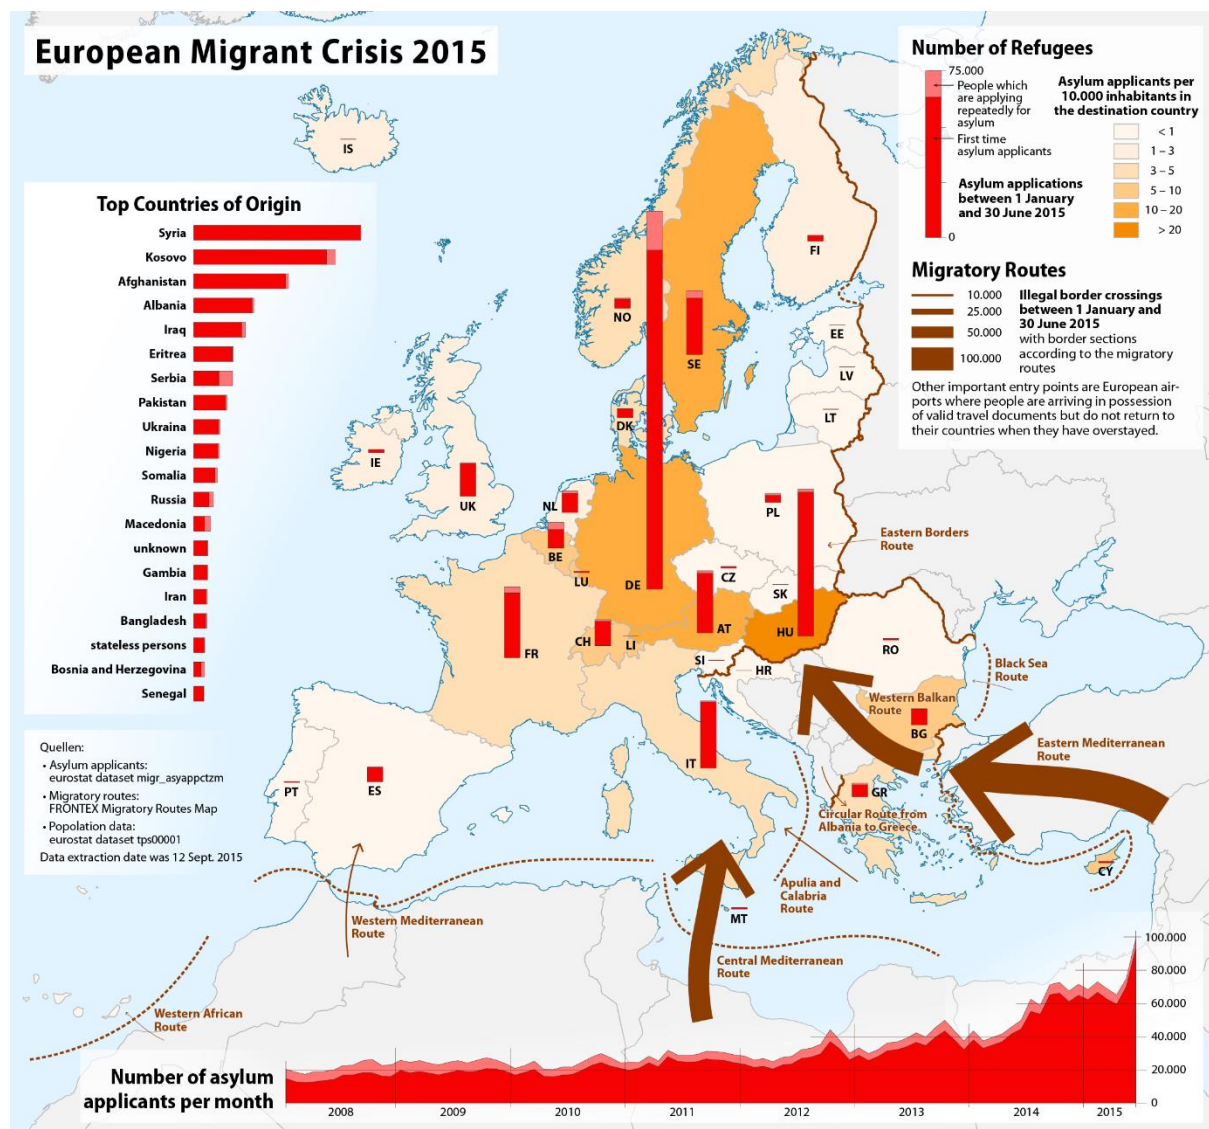 European Migrant Crisis 2015
Number of Refugees
75.000
People which
are applying
repeatedly for
asylum
First time
asylum applicants
Asylum applications
between 1 January
and 30 June 2015
0
Asylum applicants per
10.000 inhabitants in
the destination country
< 1
1 – 3
3 – 5
5 – 10
10 – 20
> 20
Migratory Routes
10.000
25.000
50.000
100.000
Illegal border crossings
between 1 January and
30 June 2015
with border sections
according to the migratory
routes
Other important entry points are European air-
ports where people are arriving in possession
of valid travel documents but do not return to
their countries when they have overstayed.
Top Countries of Origin
Syria
Kosovo
Afghanistan
Albania
Iraq
Eritrea
Serbia
Pakistan
Ukraina
Nigeria
Somalia
Russia
Macedonia
unknown
Gambia
Iran
Bangladesh
stateless persons
Bosnia and Herzegovina
Senegal
Quellen:
• Asylum applicants:
eurostat dataset migr_asyappctzm
• Migratory routes:
FRONTEX Migratory Routes Map
• Popolation data:
eurostat dataset tps00001
Data extraction date was 12 Sept. 2015
IS
FI
NO
SE
EE
LV
LT
DK
IE
UK
NL
BE
LU
DE
PL
CZ
SK
AT
HU
CH
LI
FR
SI
HR
RO
BG
IT
GR
PT
ES
MT
CY
Eastern Borders
Route
Black Sea
Route
Western Balkan
Route
Eastern Mediterranean
Route
Circular Route from
Albania to Greece
Apulia and
Calabria
Route
Western Mediterranean
Route
Central Mediterranean
Route
Western African
Route
Number of asylum
applicants per month
100.000
80.000
60.000
40.000
20.000
0
2008
2009
2010
2011
2012
2013
2014
2015